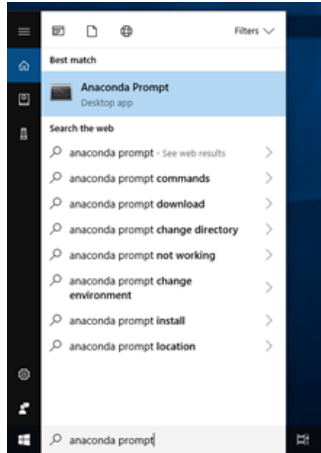 Filters
Best match
Anaconda Prompt
Desktop app
Search the web
anaconda prompt - See web results
anaconda prompt commands
anaconda prompt download
anaconda prompt change directory
anaconda prompt not working
anaconda prompt change
environment
anaconda prompt install
anaconda prompt location
anaconda prompt